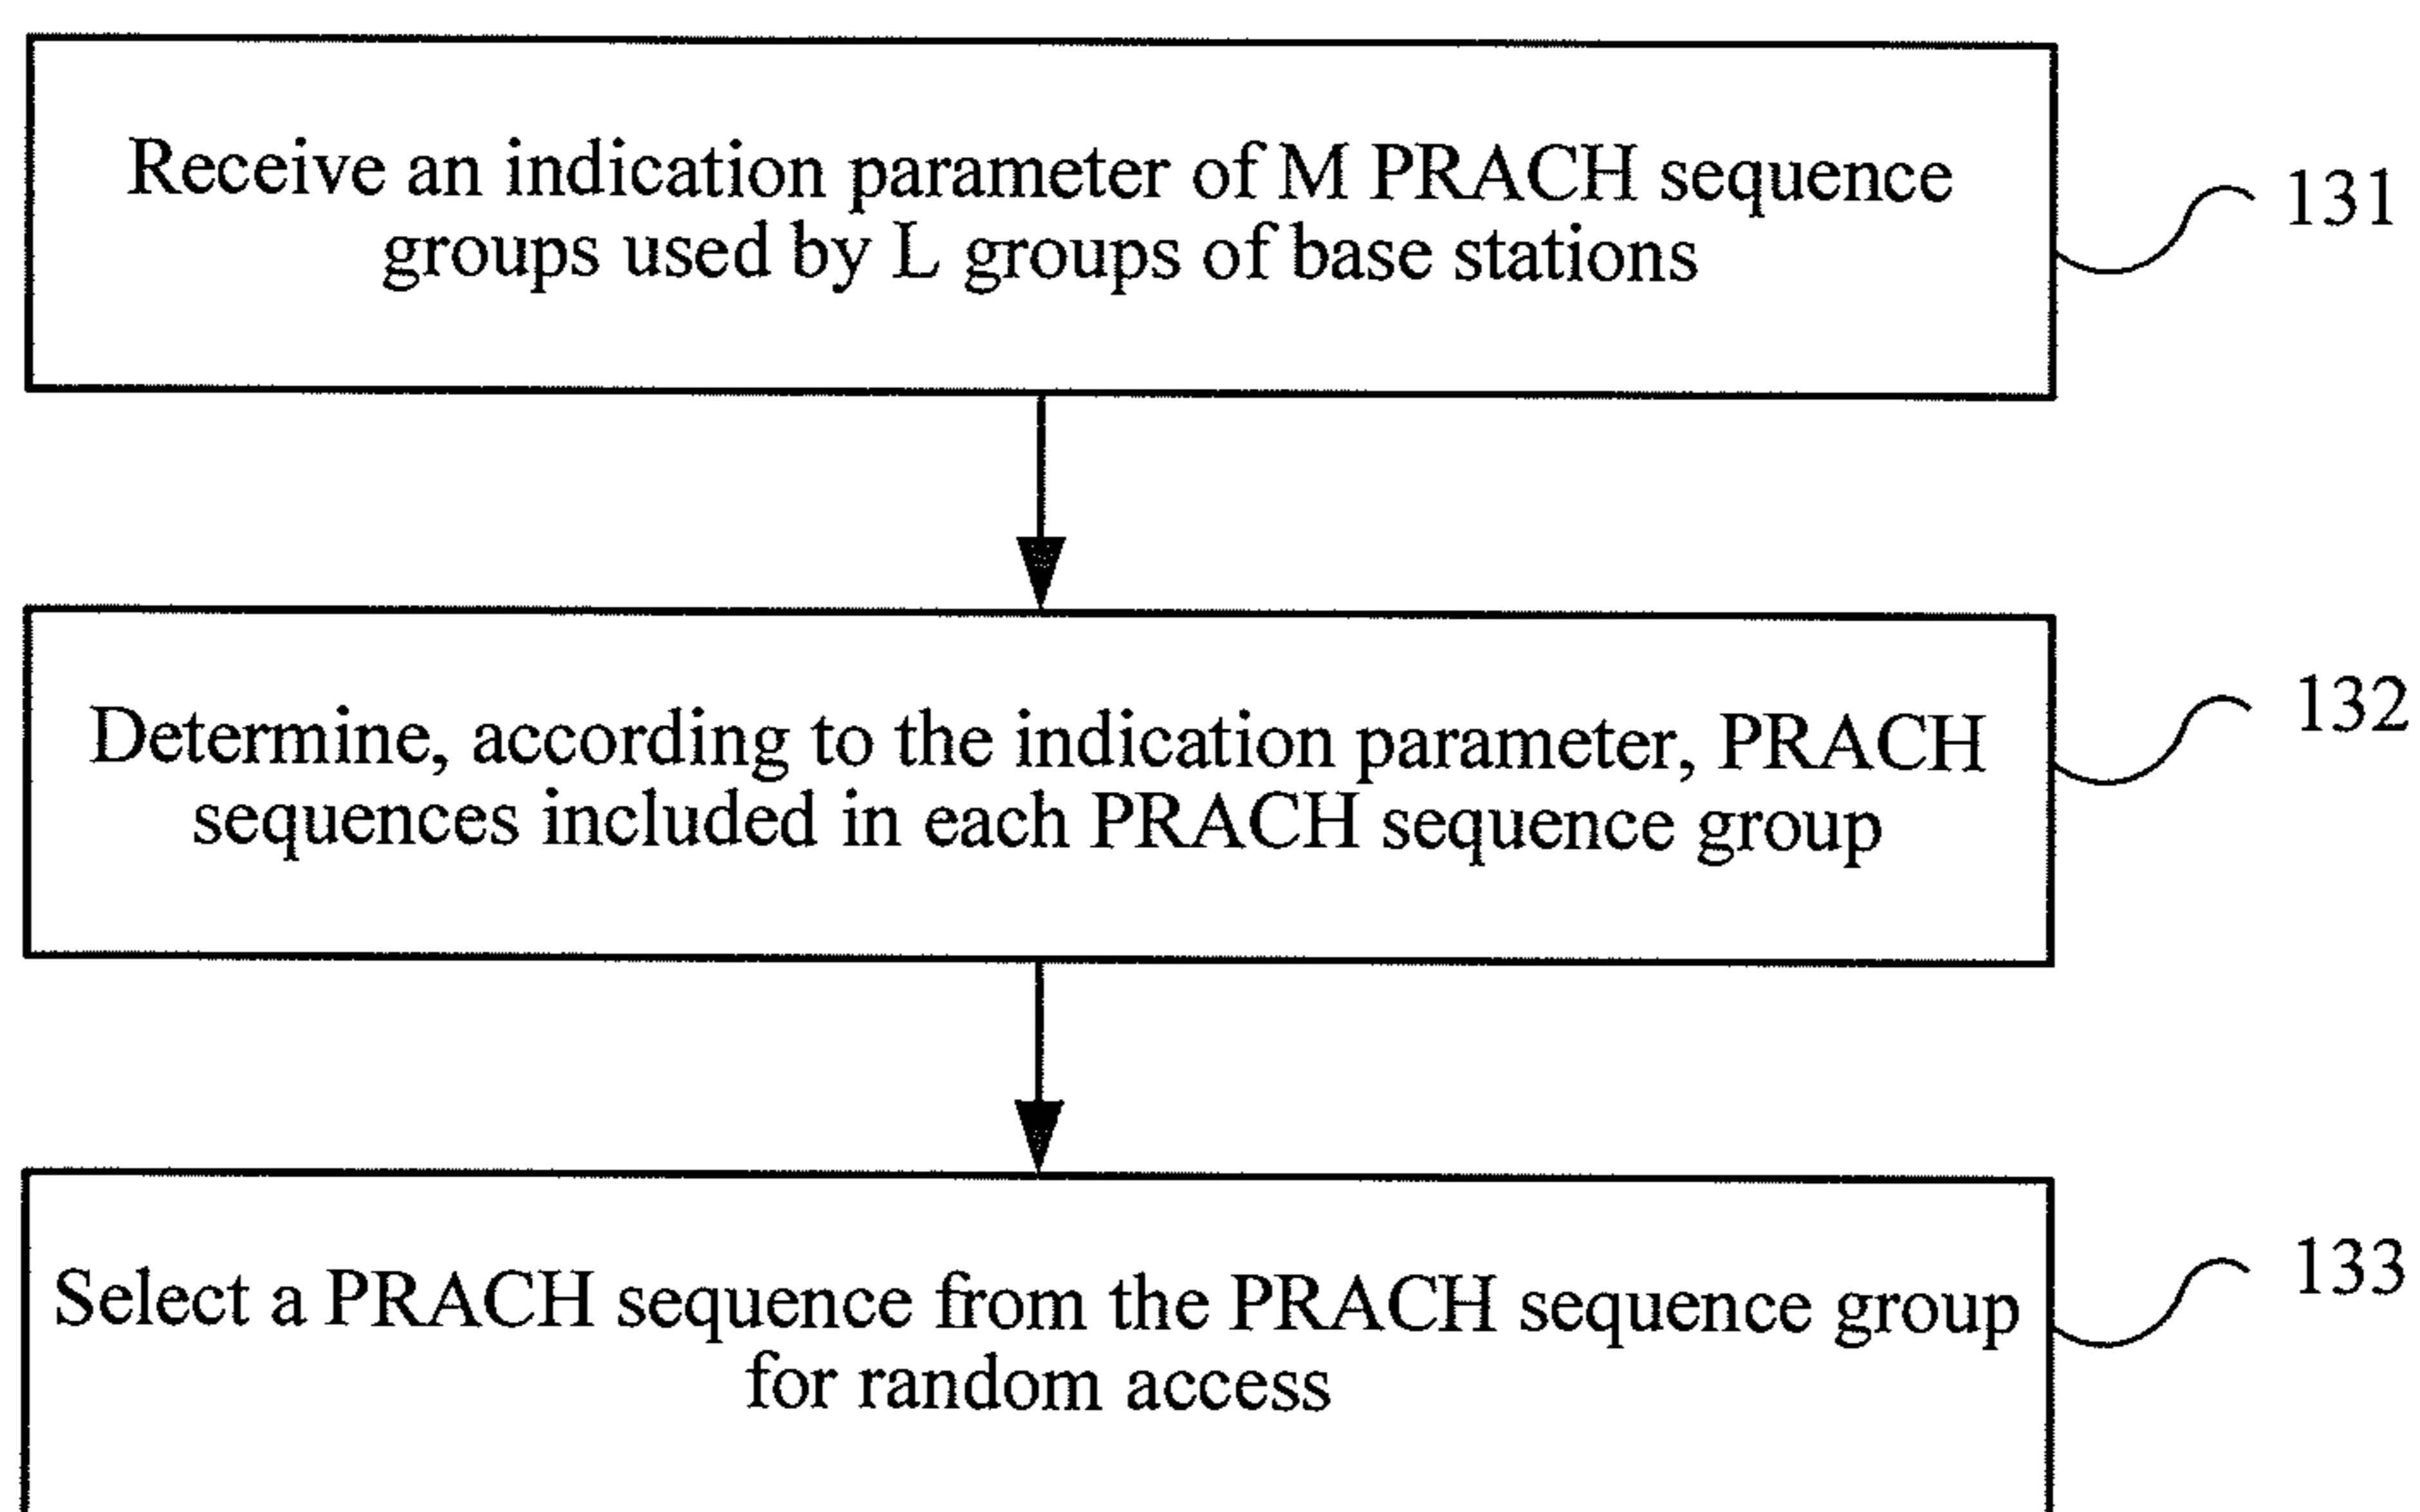 Receive an indication parameter of M PRACH sequence
groups used by L groups of base stations
131
Determine, according to the indication parameter, PRACH
sequences included in each PRACH sequence group
132
Select a PRACH sequence from the PRACH sequence group
for random access
133